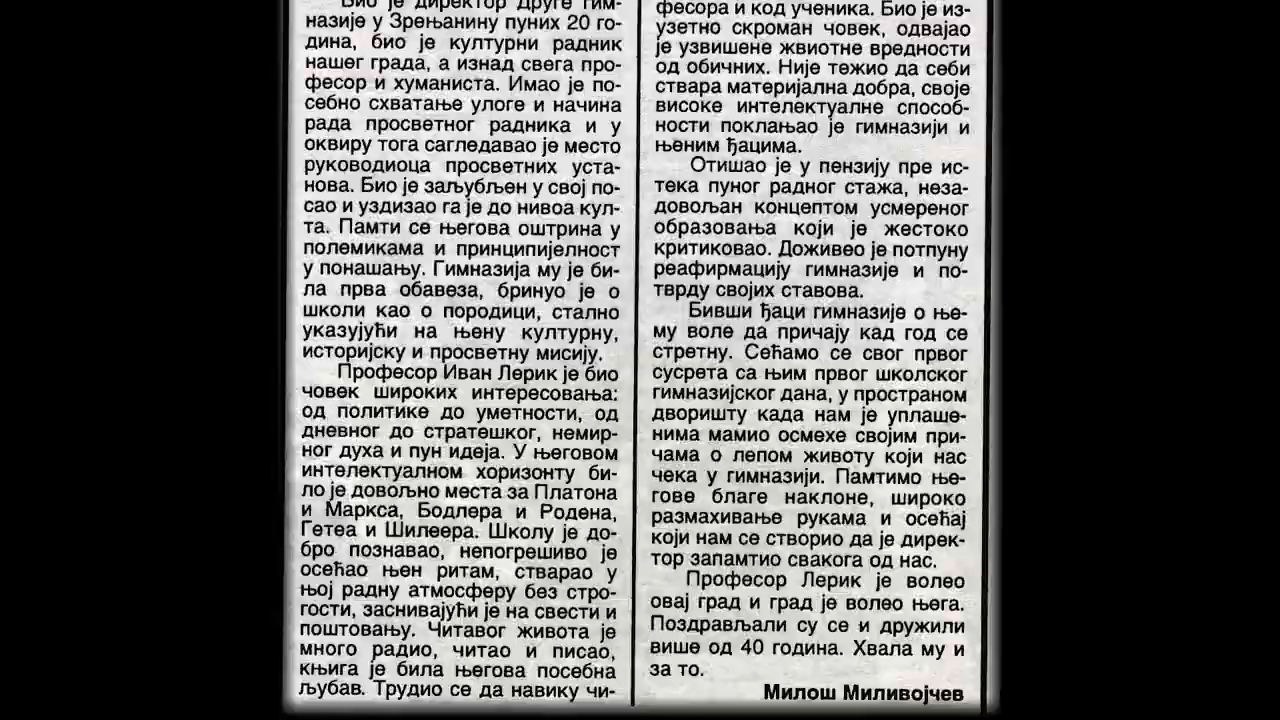 Био је директор Друге гим-
назије у Зрењанину пуних 20 го-
дина, био је културни радник
нашег града, а изнад свега про-
фесор и хуманиста. Имао је по-
себно схватање улоге и начина
рада просветног радника и у
оквиру тога сагледавао је место
руководиоца просветних уста-
нова. Био је заљубљен у свој по-
сао и уздизао га је до нивоа кул-
та. Памти се његова оштрина у
полемикама и принципијелност
у понашању. Гимназија му је би-
ла прва обавеза, бринуо је о
школи као о породици, стално
указујући на њену културну,
историјску и просветну мисију.
Професор Иван Лерик је био
човек широких интересовања:
од политике до уметности, од
дневног до стратешког, немир-
ног духа и пун идеја. У његовом
интелектуалном хоризонту би-
ло је довољно места за Платона
и Маркса, Бодлера и Родена,
Гетеа и Шилеера. Школу је до-
бро познавао, непогрешиво је
осећао њен ритам, стварао у
њој радну атмосферу без стро-
гости, заснивајући је на свести и
поштовању. Читавог живота је
много радио, читао и писао,
књига је била његова посебна
љубав. Трудио се да навику чи-
фесора и код ученика. Био је из-
узетно скроман човек, одвајао
је узвишене жвиотне вредности
од обичних. Није тежио да себи
ствара материјална добра, своје
високе интелектуалне способ-
ности поклањао је гимназији и
њеним ђацима.
Отишао је у пензију пре ис-
тека пуног радног стажа, неза-
довољан концептом усмереног
образовања који је жестоко
критиковао. Доживео је потпуну
реафирмацију гимназије и по-
тврду својих ставова.
Бивши ђаци гимназије о ње-
му воле да причају кад год се
стретну. Сећамо се свог првог
сусрета са њим првог школског
гимназијског дана, у пространом
дворишту када нам је уплаше-
нима мамио осмехе својим при-
чама о лепом животу који нас
чека у гимназији. Памтимо ње-
гове благе наклоне, широко
размахивање рукама и осећај
који нам се створио да је дирек-
тор запамтио свакога од нас.
Професор Лерик је волео
овај град и град је волео њега.
Поздрављали су се и дружили
више од 40 година. Хвала му и
за то.
Милош Миливојчев